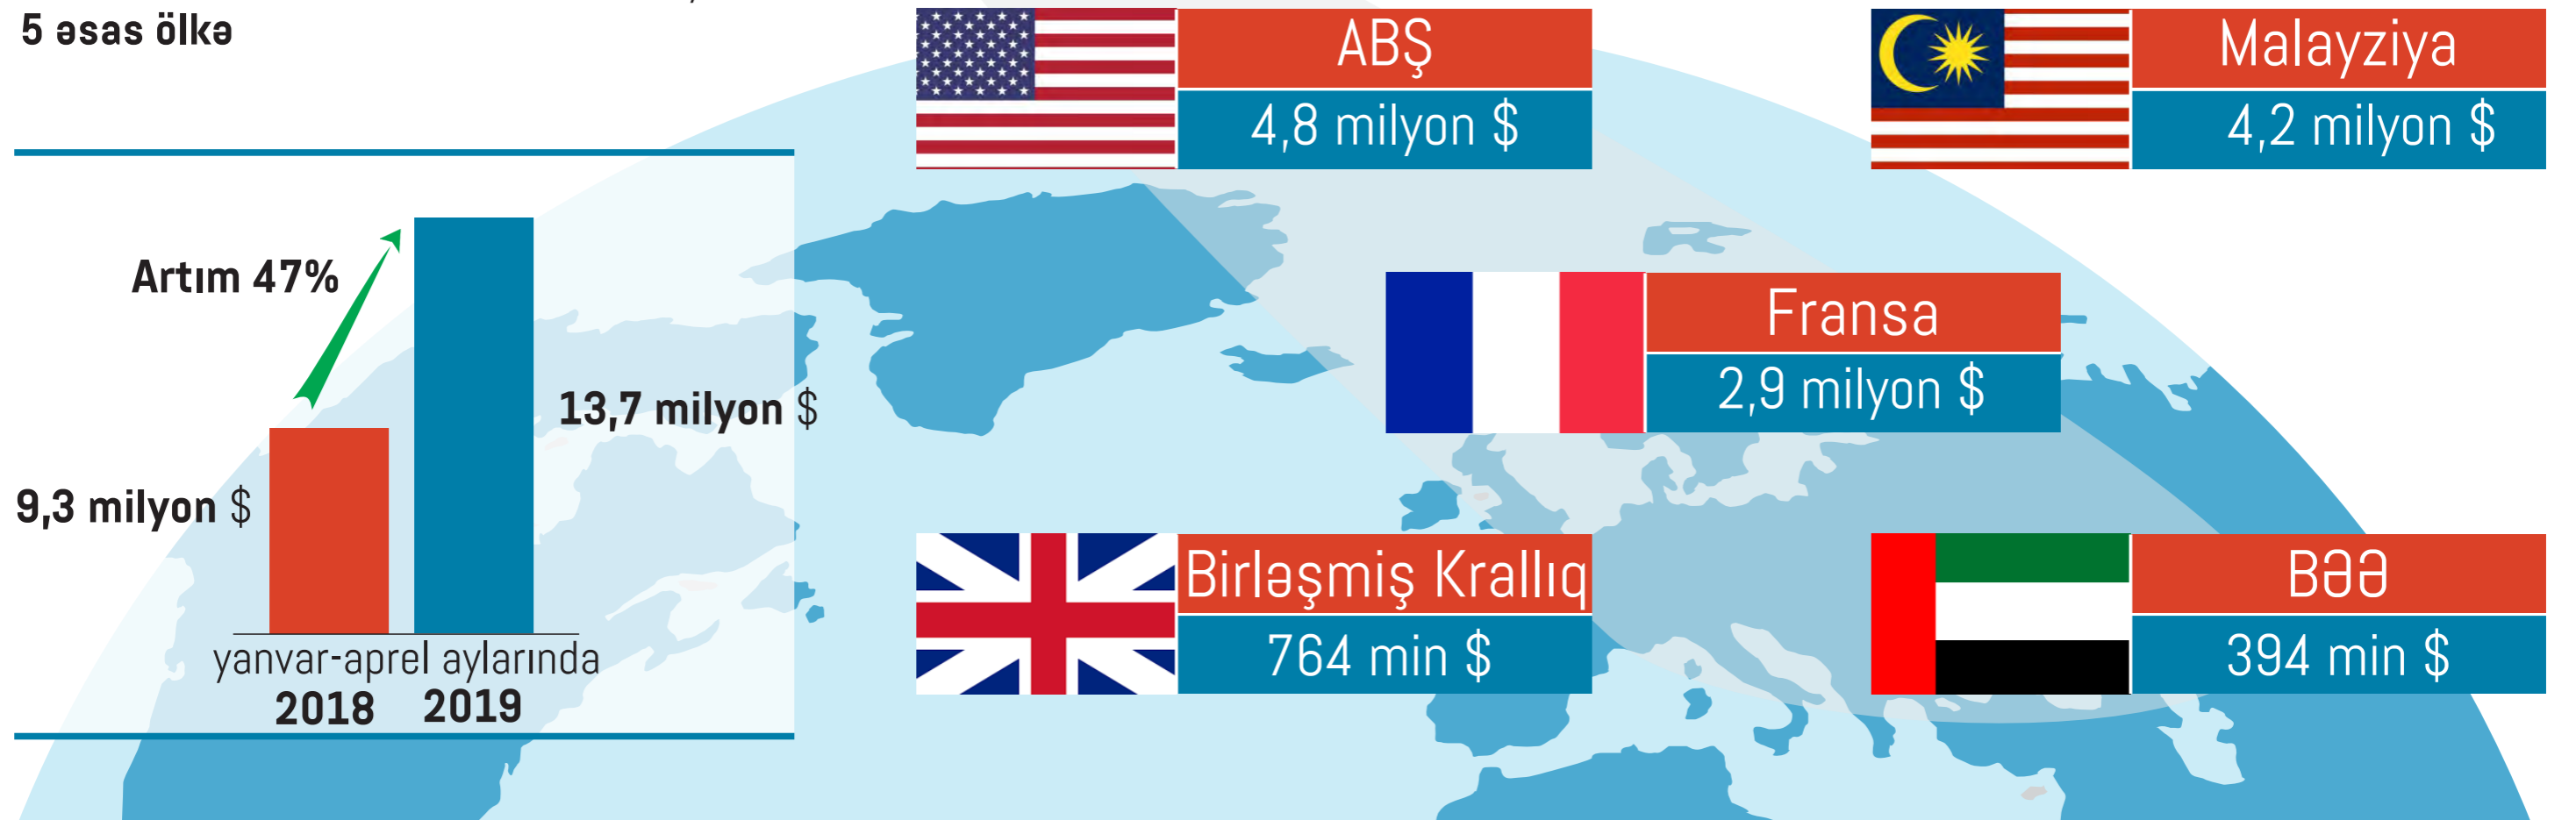 5 əsas ölkə
Artım 47%
13,7 milyon $
9,3 milyon $
yanvar-aprel aylarında
2018 2019
ABŞ
4,8 milyon $
Malayziya
4,2 milyon $
Fransa
2,9 milyon $
Birləşmiş Krallıq
764 min $
BƏƏ
394 min $